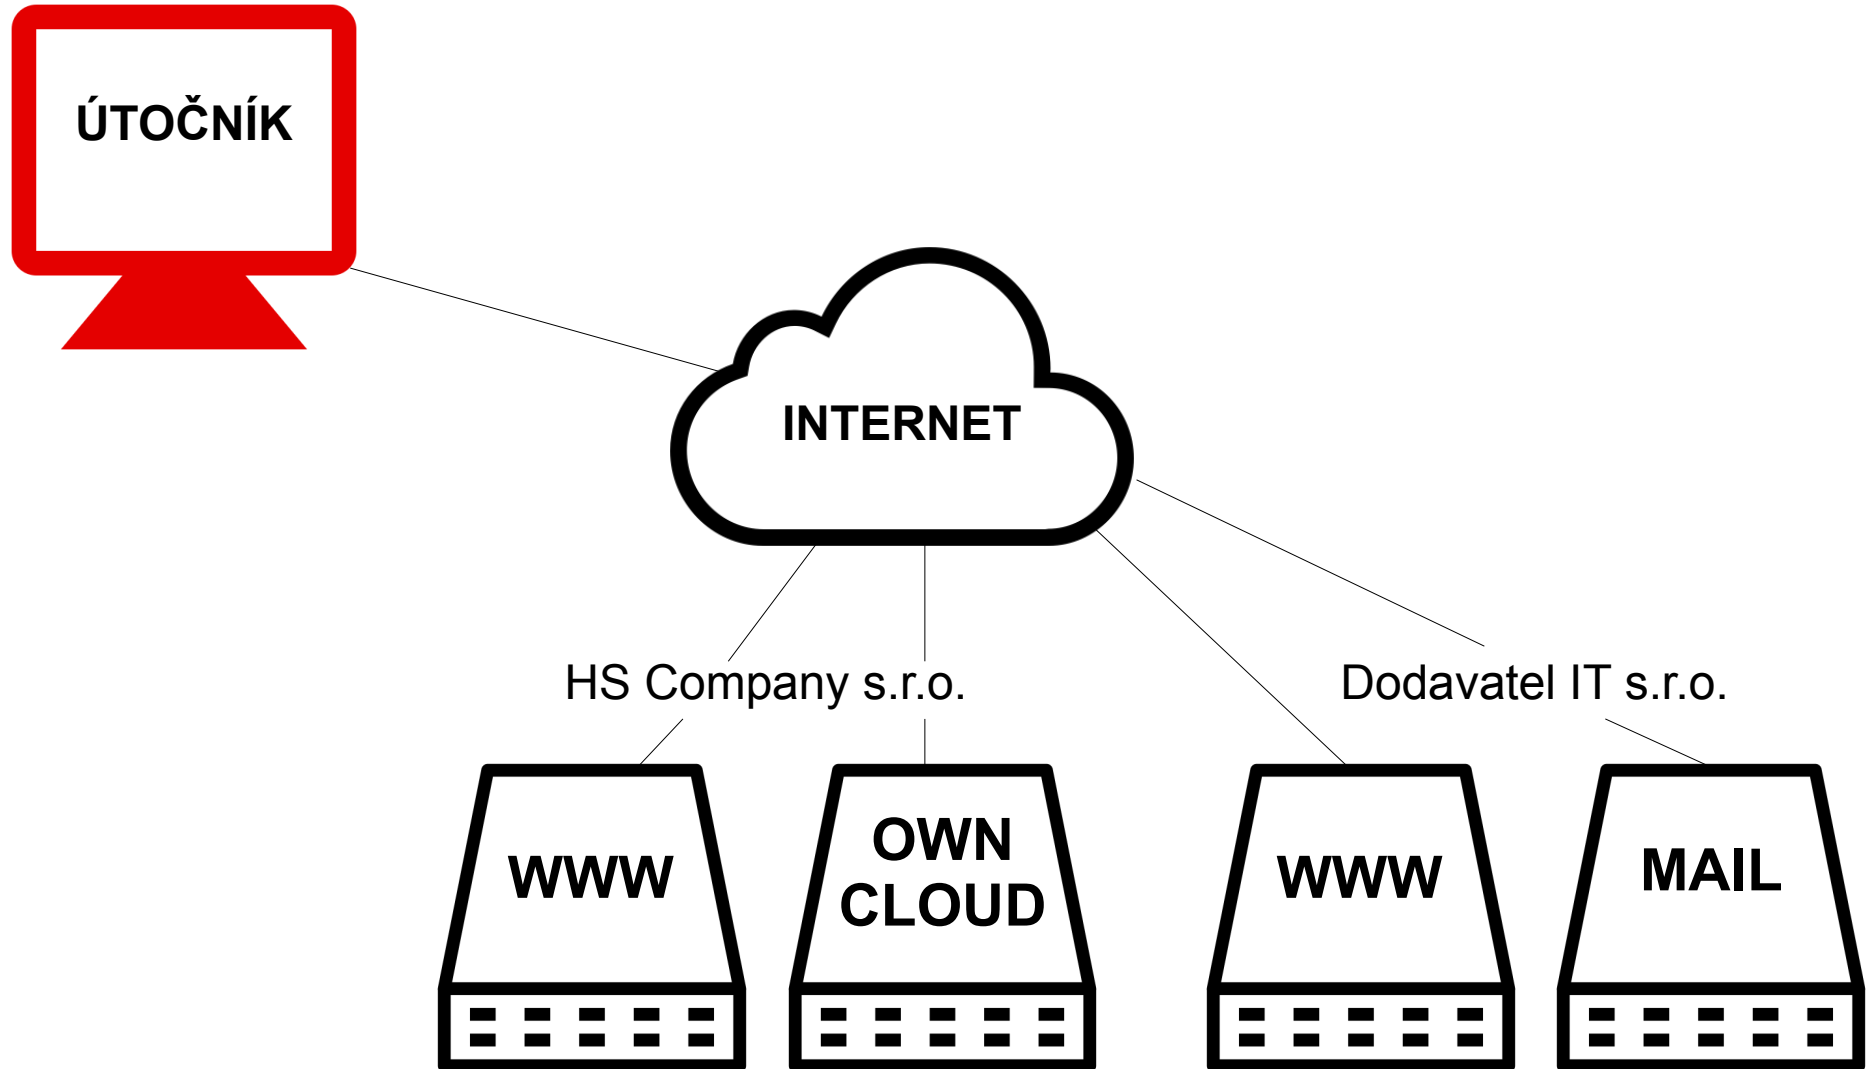 ÚTOČNÍK
INTERNET
HS Company s.r.o.
Dodavatel IT s.r.o.
WWW
OWN
CLOUD
WWW
MAIL